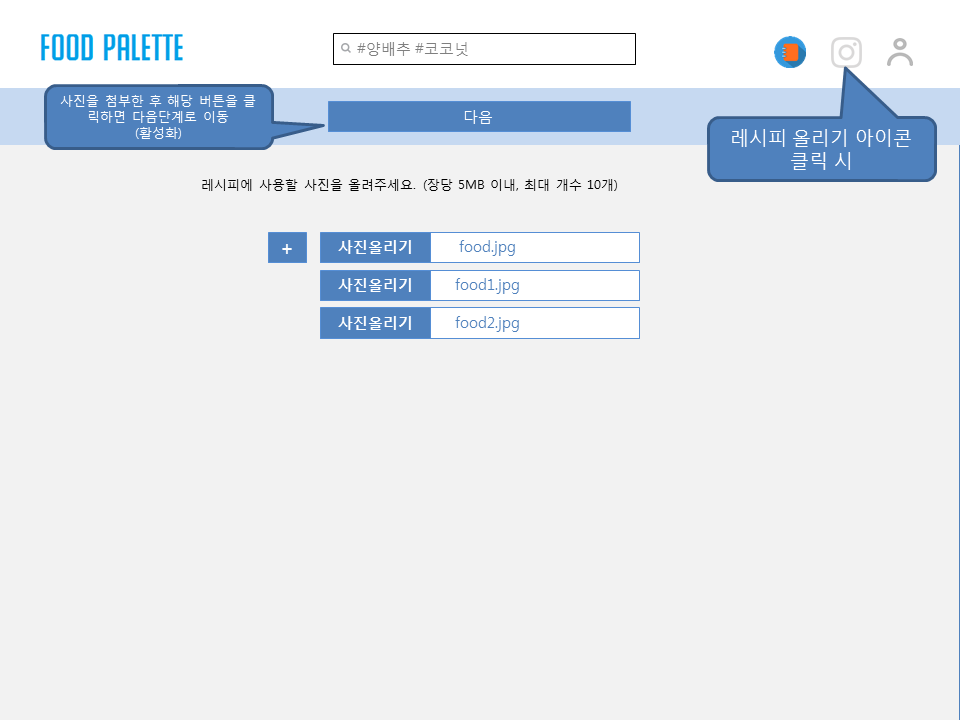 FOOD PALETTE
#양배추 #코코넛
사진을 첨부한 후 해당 버튼을 클
릭하면 다음단계로 이동
(활성화)
다음
레시피 올리기 아이콘
클릭 시
레시피에 사용할 사진을 올려주세요. (장당 5MB 이내, 최대 개수 10개)
+ 사진올리기 food.jpg
사진올리기 food1.jpg
사진올리기 food2.jpg